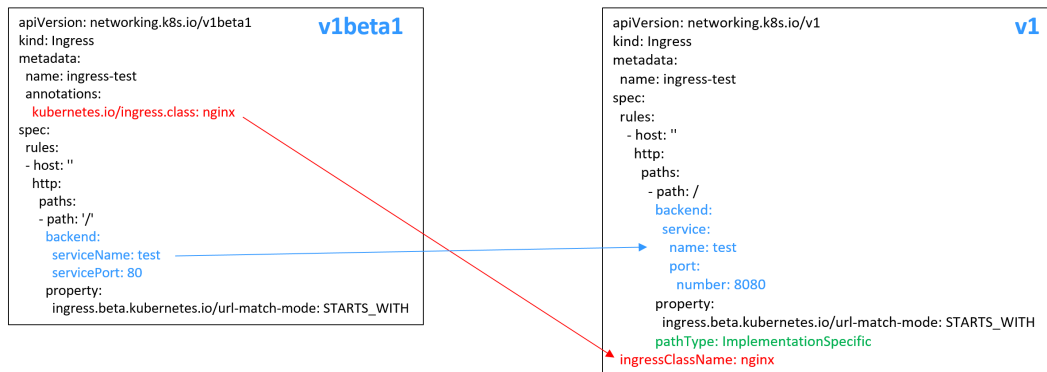 v1beta1
apiVersion: networking.k8s.io/v1beta1
kind: Ingress
metadata:
name: ingress-test
annotations:
kubernetes.io/ingress.class: nginx
spec:
rules:
- host: ''
http:
paths:
- path: '/'
backend:
serviceName: test
servicePort: 80
property:
ingress.beta.kubernetes.io/url-match-mode: STARTS_WITH
v1
apiVersion: networking.k8s.io/v1
kind: Ingress
metadata:
name: ingress-test
spec:
rules:
- host: ''
http:
paths:
- path: /
backend:
service:
name: test
port:
number: 8080
property:
ingress.beta.kubernetes.io/url-match-mode: STARTS_WITH
pathType: ImplementationSpecific
ingressClassName: nginx